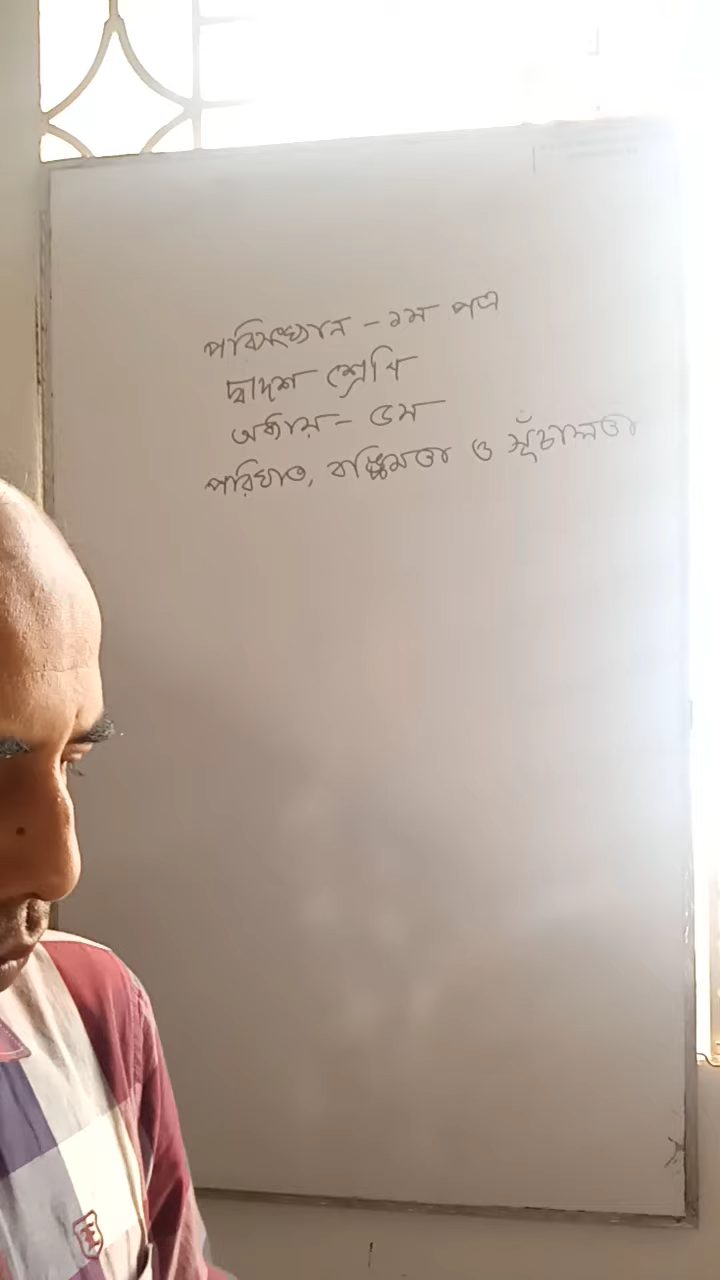 পরিসংখ্যান - ১ম পত্র
দ্বাদশ শ্রেণি
অধ্যায় - ৫ম
পরিঘাত, বঙ্কিমতা ও সূঁচালতা